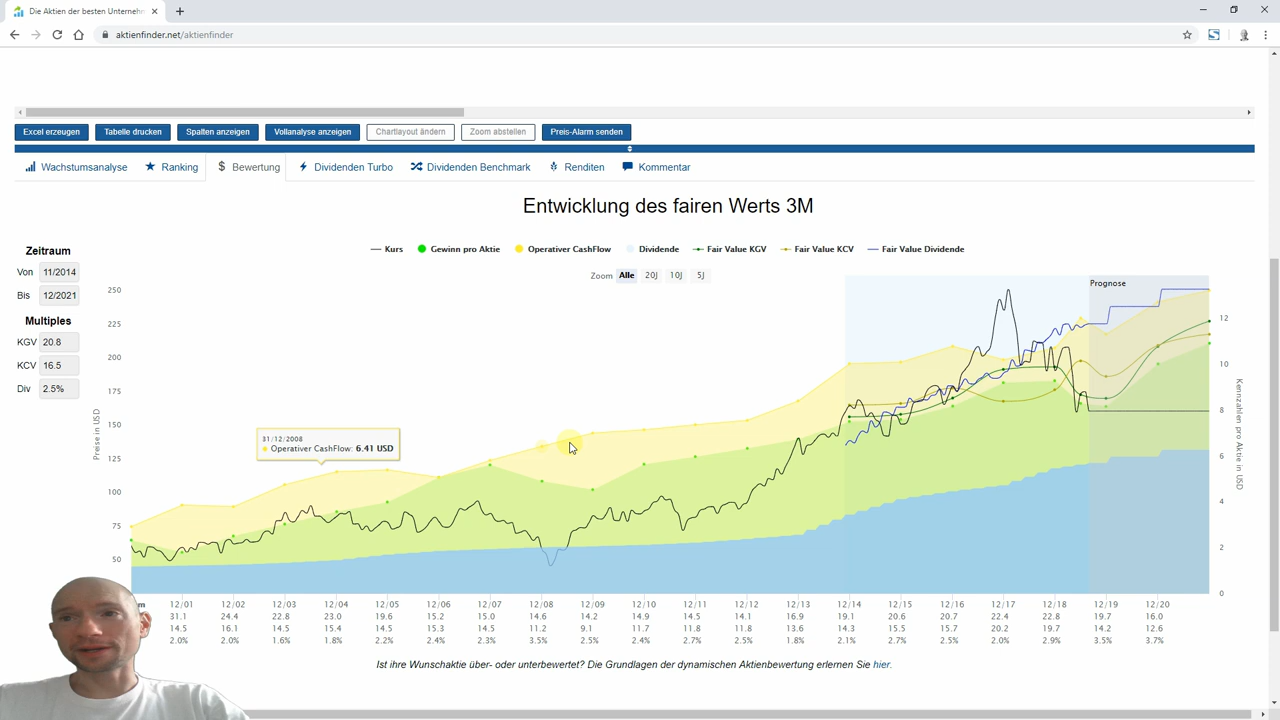 Die Aktien der besten Unternehm
aktienfinder.net/aktienfinder
Excel erzeugen Tabelle drucken Spalten anzeigen Vollanalyse anzeigen Chartlayout ändern Zoom abstellen Preis-Alarm senden
Wachstumsanalyse Ranking $ Bewertung Dividenden Turbo Dividenden Benchmark Renditen Kommentar
Entwicklung des fairen Werts 3M
Kurs Gewinn pro Aktie Operativer CashFlow Dividende Fair Value KGV Fair Value KCV Fair Value Dividende
Zoom Alle 20J 10J 5J
Zeitraum
Von 11/2014
Bis 12/2021
Multiples
KGV 20.8
KCV 16.5
Div 2.5%
Preise in USD
250
225
200
175
150
125
100
75
50
Prognose
31/12/2008
Operativer CashFlow: 6.41 USD
12
10
8
6
4
2
0
Kennzahlen pro Aktie in USD
12/01 12/02 12/03 12/04 12/05 12/06 12/07 12/08 12/09 12/10 12/11 12/12 12/13 12/14 12/15 12/16 12/17 12/18 12/19 12/20
31.1 24.4 22.8 23.0 19.6 15.2 15.0 14.6 14.2 14.9 14.5 14.1 16.9 19.1 20.6 20.7 22.4 22.8 19.7 16.0
14.5 16.1 14.5 15.4 14.5 15.3 14.5 11.2 9.1 11.7 11.8 11.8 13.6 14.3 15.5 15.7 20.2 17.7 14.2 12.6
2.0% 2.0% 1.6% 1.8% 2.2% 2.4% 2.3% 3.5% 2.5% 2.4% 2.7% 2.5% 1.8% 2.1% 2.7% 2.5% 2.0% 2.9% 3.5% 3.7%
Ist ihre Wunschaktie über- oder unterbewertet? Die Grundlagen der dynamischen Aktienbewertung erlernen Sie hier.